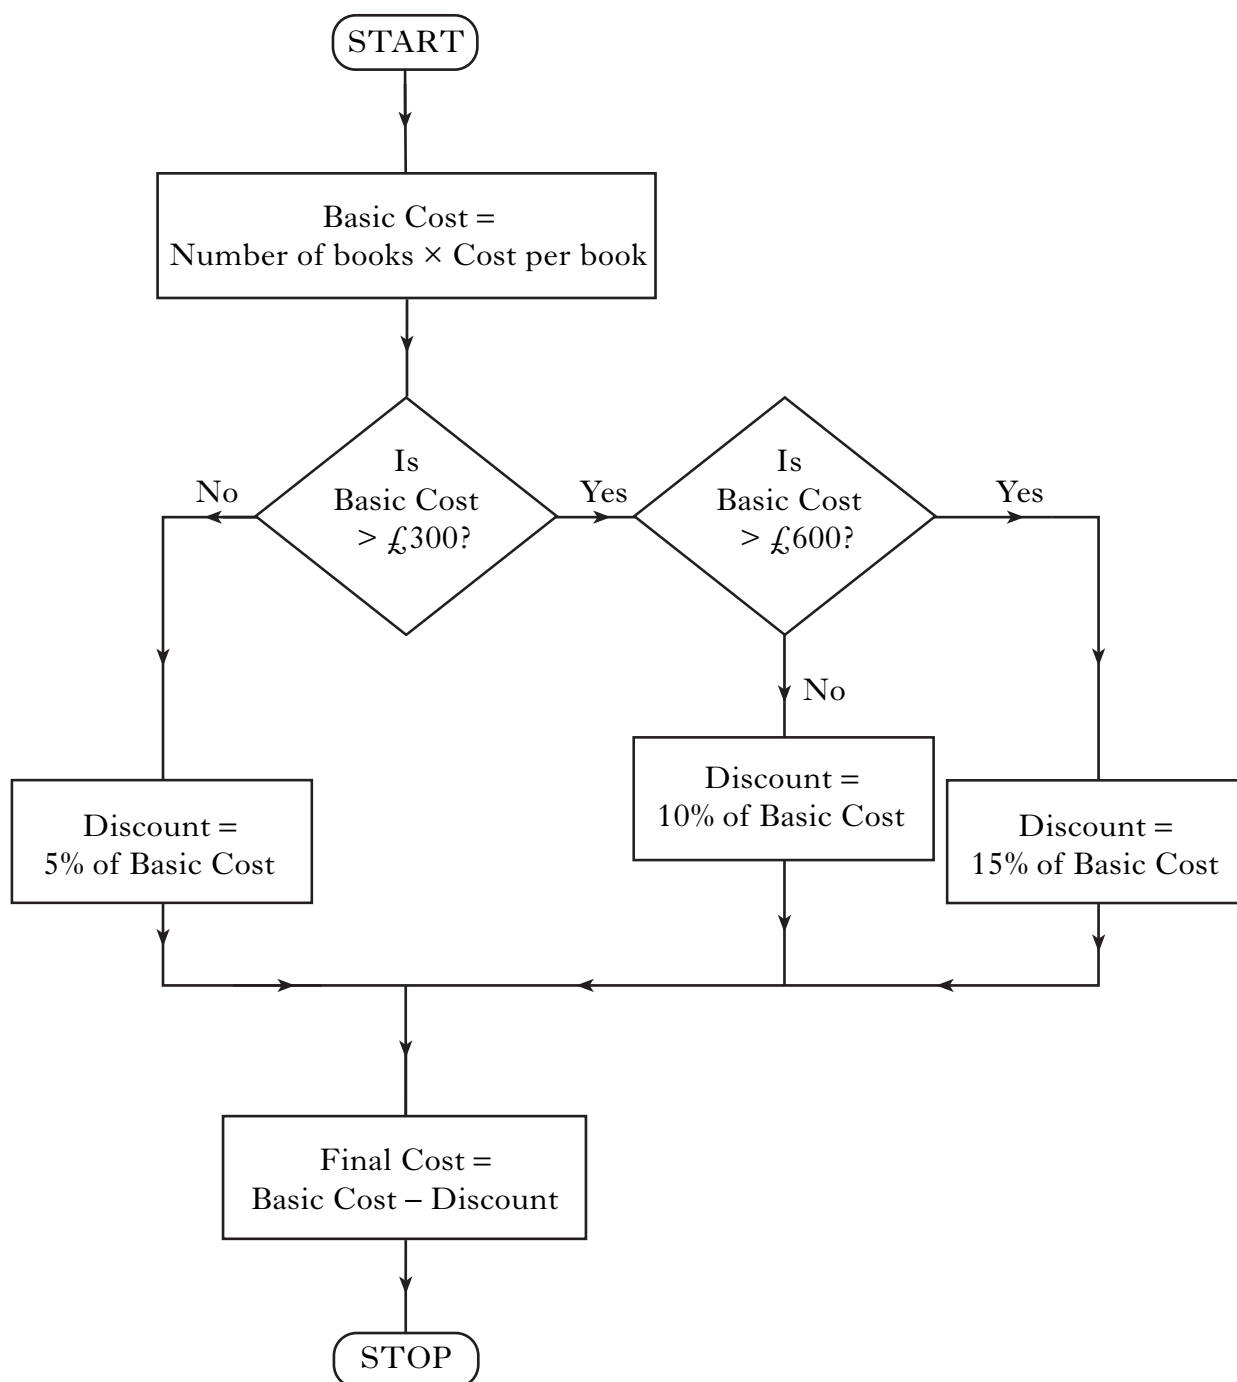 START
Basic Cost =
Number of books × Cost per book
Is
Basic Cost
> £300?
No
Yes
Is
Basic Cost
> £600?
Yes
No
Discount =
5% of Basic Cost
Discount =
10% of Basic Cost
Discount =
15% of Basic Cost
Final Cost =
Basic Cost – Discount
STOP